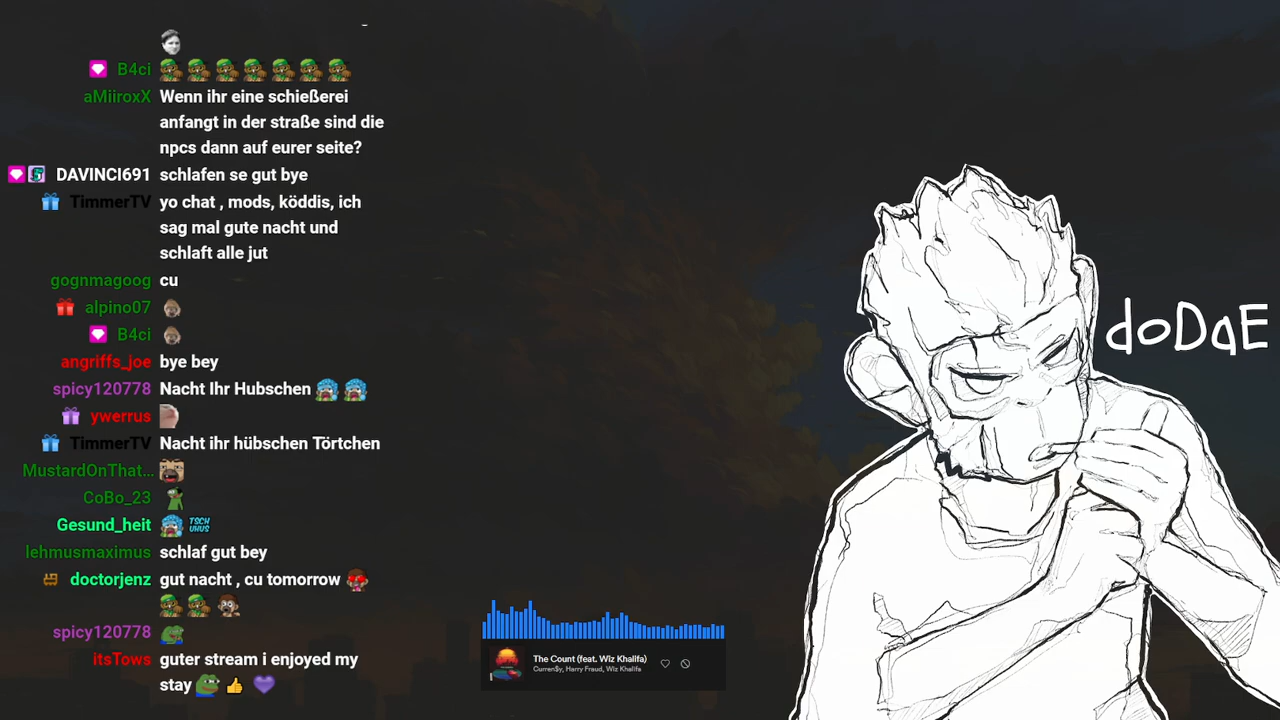 B4ci
aMiiroxX Wenn ihr eine schießerei
anfangt in der straße sind die
npcs dann auf eurer seite?
DAVINCI691 schlafen se gut bye
TimmerTV yo chat , mods, köddis, ich
sag mal gute nacht und
schlaft alle jut
gognmagoog cu
alpino07
B4ci
angriffs_joe bye bey
spicy120778 Nacht Ihr Hubschen
ywerrus
TimmerTV Nacht ihr hübschen Törtchen
MustardOnThat...
CoBo_23
Gesund_heit TSCH
UHUS
lehmusmaximus schlaf gut bey
doctorjenz gut nacht , cu tomorrow
spicy120778
itsTows guter stream i enjoyed my
stay
The Count (feat. Wiz Khalifa)
Curren$y, Harry Fraud, Wiz Khalifa
doDaE